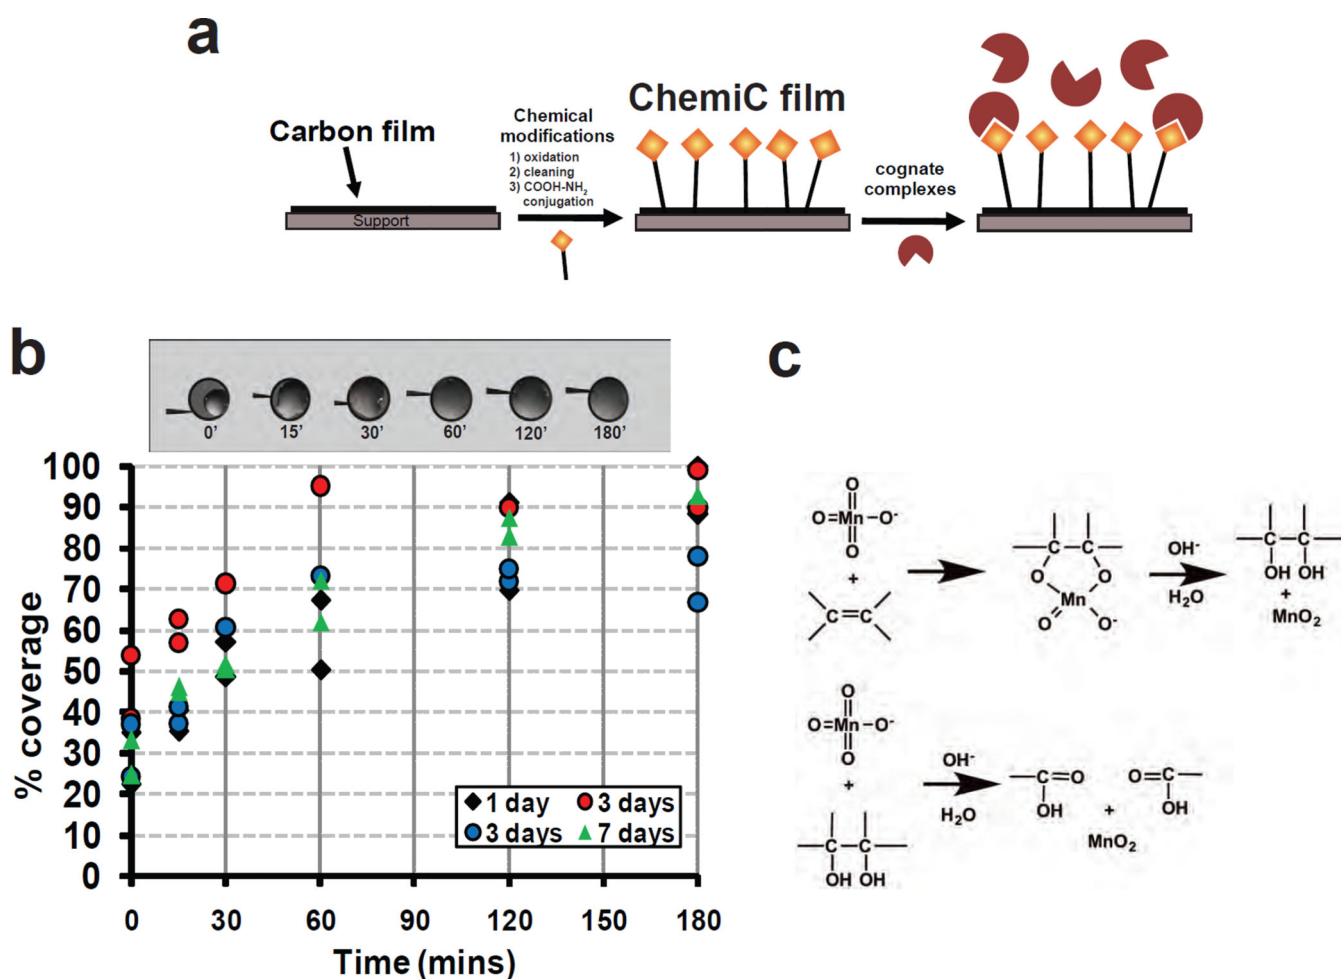 a
Carbon film
Support
Chemical
modifications
1) oxidation
2) cleaning
3) COOH-NH₂
conjugation
ChemiC film
cognate
complexes
b
0' 15' 30' 60' 120' 180'
% coverage
100
90
80
70
60
50
40
30
20
10
0
1 day 3 days
3 days 7 days
0 30 60 90 120 150 180
Time (mins)
c
O
O=Mn-O⁻
O
+
C=C
C C
O O
Mn
O O⁻
OH⁻
H₂O
C C
OH OH
+
MnO₂
O
O=Mn-O⁻
O
+
C C
OH OH
OH⁻
H₂O
C=O
OH
O=C
OH
+
MnO₂